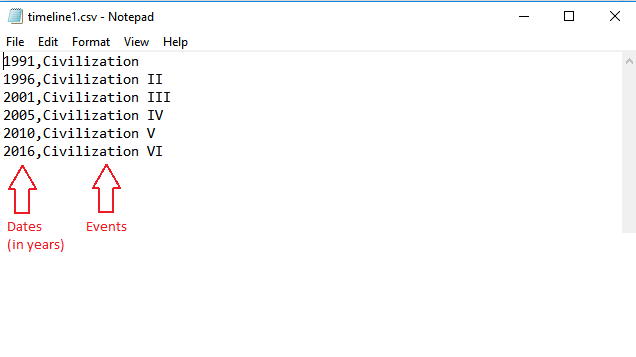 timeline1.csv - Notepad
File Edit Format View Help
1991,Civilization
1996,Civilization II
2001,Civilization III
2005,Civilization IV
2010,Civilization V
2016,Civilization VI
Dates Events
(in years)